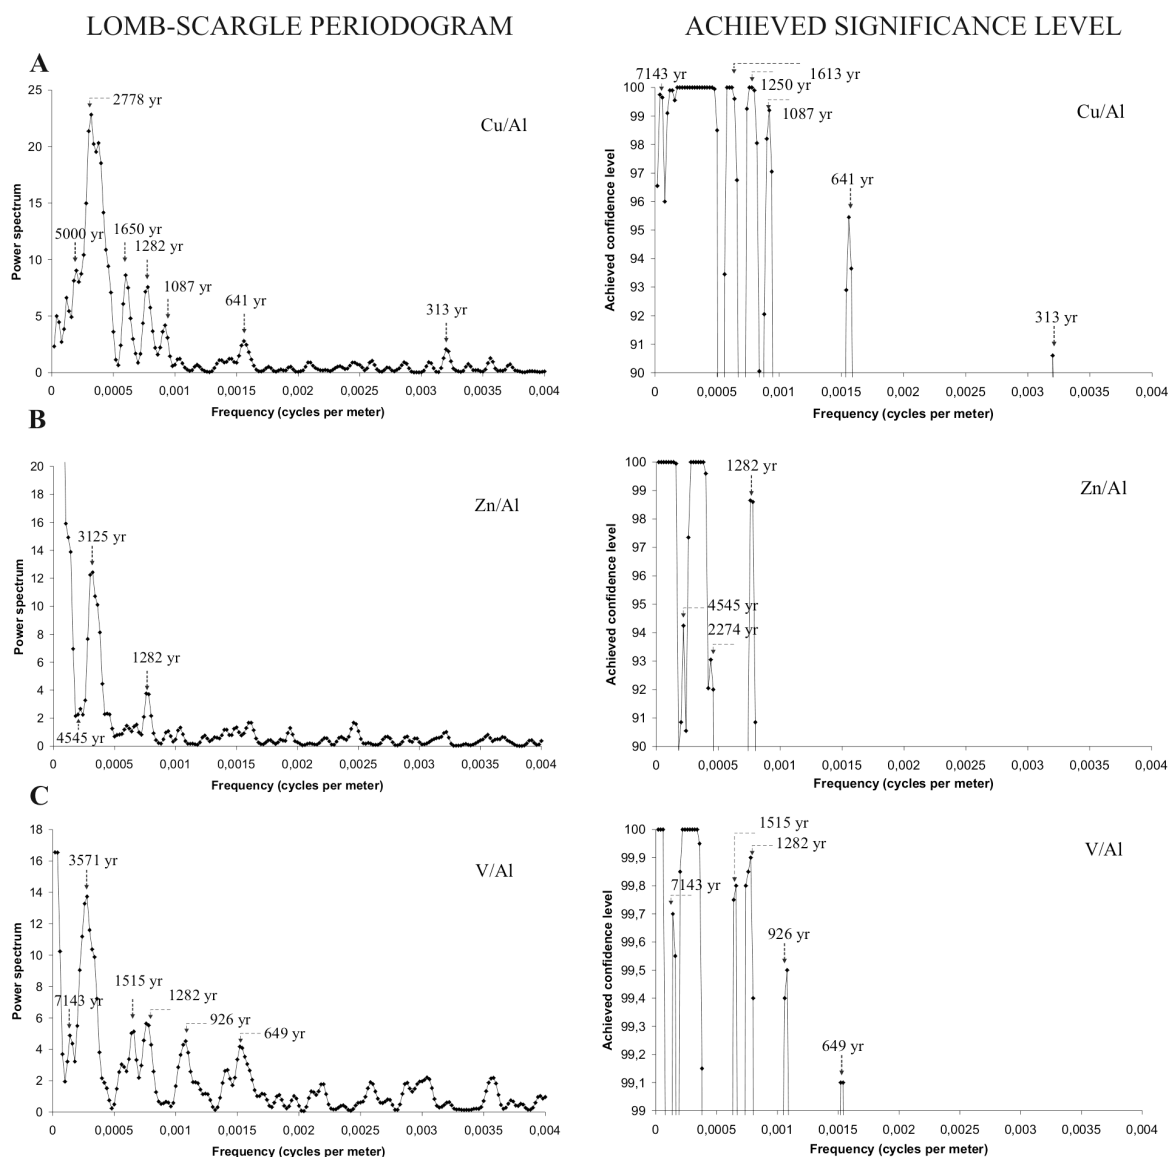 LOMB-SCARGLE PERIODOGRAM
ACHIEVED SIGNIFICANCE LEVEL
A
Power spectrum
25
20
15
10
5
0
2778 yr
Cu/Al
5000 yr
1650 yr
1282 yr
1087 yr
641 yr
313 yr
0 0,0005 0,001 0,0015 0,002 0,0025 0,003 0,0035 0,004
Frequency (cycles per meter)
Achieved confidence level
100
99
98
97
96
95
94
93
92
91
90
7143 yr
1613 yr
1250 yr
1087 yr
Cu/Al
641 yr
313 yr
0 0,0005 0,001 0,0015 0,002 0,0025 0,003 0,0035 0,004
Frequency (cycles per meter)
B
Power spectrum
20
18
16
14
12
10
8
6
4
2
0
Zn/Al
3125 yr
1282 yr
4545 yr
0 0,0005 0,001 0,0015 0,002 0,0025 0,003 0,0035 0,004
Frequency (cycles per meter)
Achieved confidence level
100
99
98
97
96
95
94
93
92
91
90
1282 yr
Zn/Al
4545 yr
2274 yr
0 0,0005 0,001 0,0015 0,002 0,0025 0,003 0,0035 0,004
Frequency (cycles per meter)
C
Power spectrum
18
16
14
12
10
8
6
4
2
0
3571 yr
V/Al
7143 yr
1515 yr
1282 yr
926 yr
649 yr
0 0,0005 0,001 0,0015 0,002 0,0025 0,003 0,0035 0,004
Frequency (cycles per meter)
Achieved confidence level
100
99,9
99,8
99,7
99,6
99,5
99,4
99,3
99,2
99,1
99
1515 yr
1282 yr
V/Al
7143 yr
926 yr
649 yr
0 0,0005 0,001 0,0015 0,002 0,0025 0,003 0,0035 0,004
Frequency (cycles per meter)